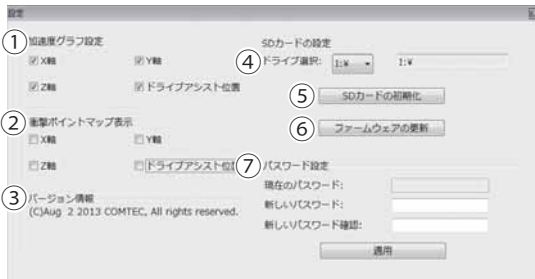 設定
① 加速度グラフ設定
X軸 Y軸
Z軸 ドライブアシスト位置
② 衝撃ポイントマップ表示
X軸 Y軸
Z軸 ドライブアシスト位
③ バージョン情報
(C)Aug 2 2013 COMTEC, All rights reserved.
SDカードの設定
④ ドライブ選択: I:¥ I:¥
⑤ SDカードの初期化
⑥ ファームウェアの更新
⑦ パスワード設定
現在のパスワード:
新しいパスワード:
新しいパスワード確認:
適用